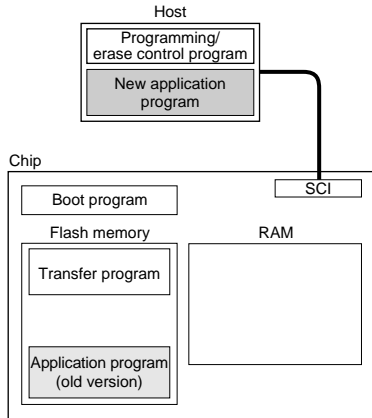 Host
Programming/
erase control program
New application
program
Chip
SCI
Boot program
Flash memory
RAM
Transfer program
Application program
(old version)